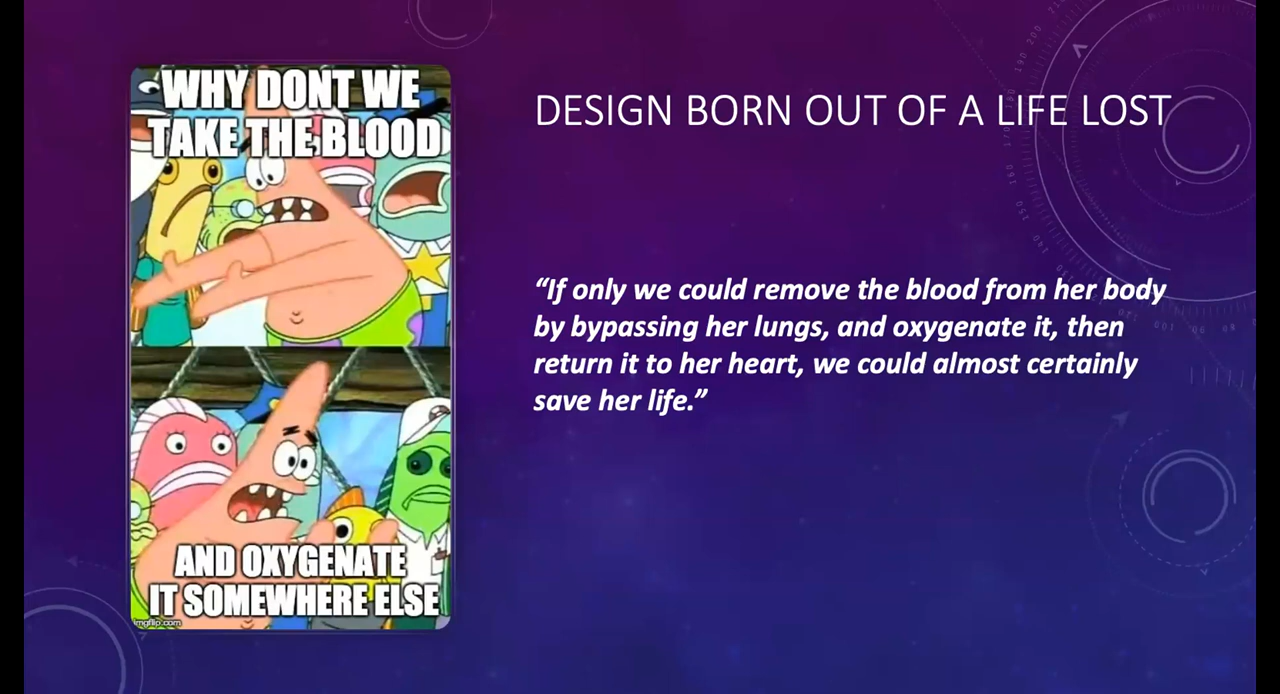 WHY DONT WE
TAKE THE BLOOD
AND OXYGENATE
IT SOMEWHERE ELSE
imgflip.com
DESIGN BORN OUT OF A LIFE LOST
“If only we could remove the blood from her body
by bypassing her lungs, and oxygenate it, then
return it to her heart, we could almost certainly
save her life.”